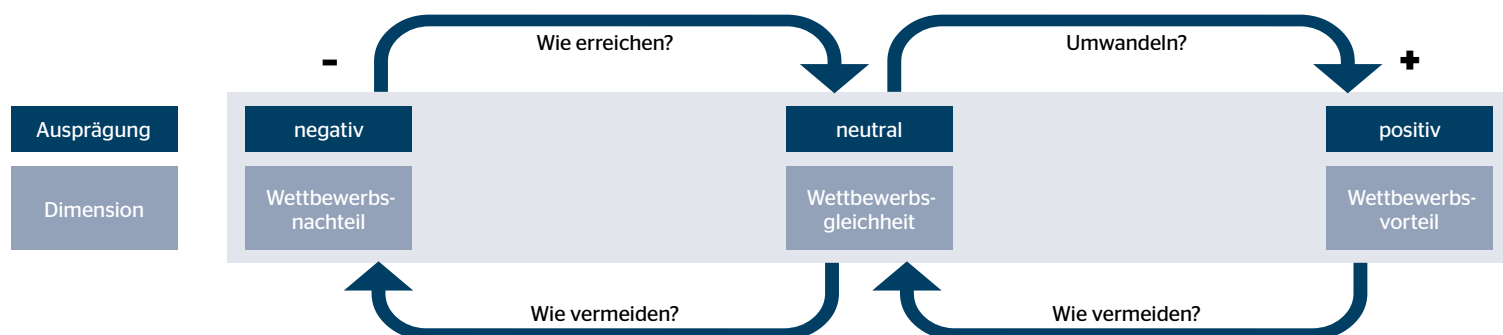 Wie erreichen?
Umwandeln?
-
+
Ausprägung
negativ
neutral
positiv
Dimension
Wettbewerbs-
nachteil
Wettbewerbs-
gleichheit
Wettbewerbs-
vorteil
Wie vermeiden?
Wie vermeiden?